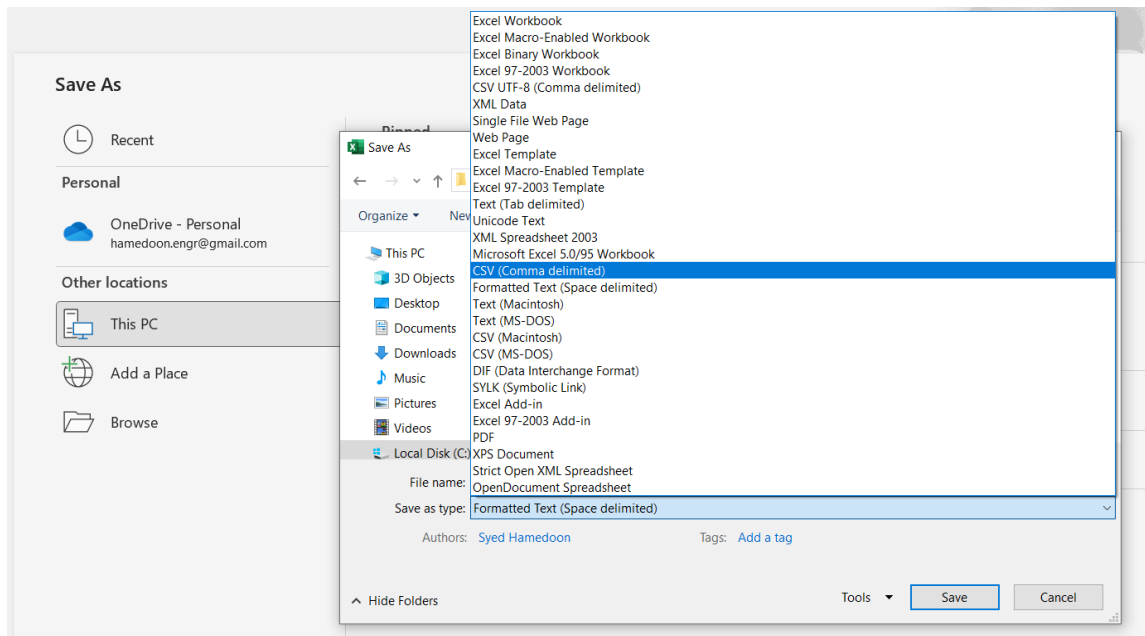 Save As
Recent
Personal
OneDrive - Personal
hamedoon.engr@gmail.com
Other locations
This PC
Add a Place
Browse
Pinned
Save As
Organize
This PC
3D Objects
Desktop
Documents
Downloads
Music
Pictures
Videos
Local Disk (C:)
Excel Workbook
Excel Macro-Enabled Workbook
Excel Binary Workbook
Excel 97-2003 Workbook
CSV UTF-8 (Comma delimited)
XML Data
Single File Web Page
Web Page
Excel Template
Excel Macro-Enabled Template
Excel 97-2003 Template
Text (Tab delimited)
Unicode Text
XML Spreadsheet 2003
Microsoft Excel 5.0/95 Workbook
CSV (Comma delimited)
Formatted Text (Space delimited)
Text (Macintosh)
Text (MS-DOS)
CSV (Macintosh)
CSV (MS-DOS)
DIF (Data Interchange Format)
SYLK (Symbolic Link)
Excel Add-in
Excel 97-2003 Add-in
PDF
XPS Document
Strict Open XML Spreadsheet
OpenDocument Spreadsheet
File name:
Save as type: Formatted Text (Space delimited)
Authors: Syed Hamedoon Tags: Add a tag
Hide Folders
Tools Save Cancel